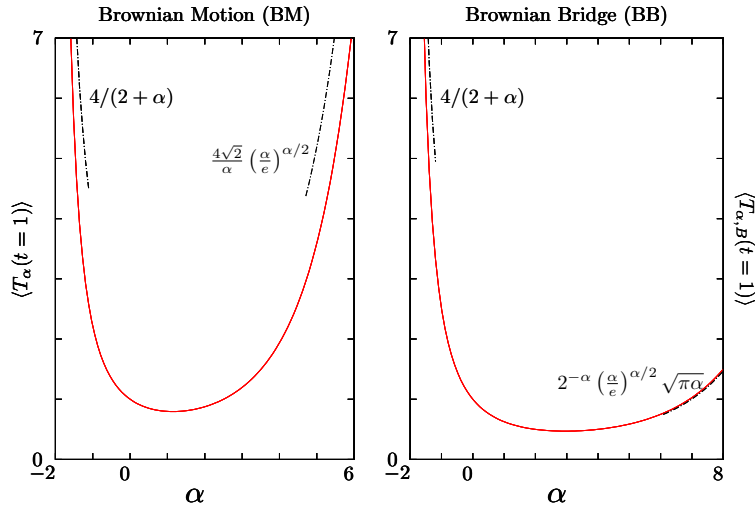 Brownian Motion (BM)
7
4/(2 + α)
4√2/α (α/e)^{α/2}
⟨T_α(t = 1)⟩
0
−2 0 6
α
Brownian Bridge (BB)
7
4/(2 + α)
2^{−α} (α/e)^{α/2} √πα
⟨T_{α,B}(t = 1)⟩
0
−2 0 8
α